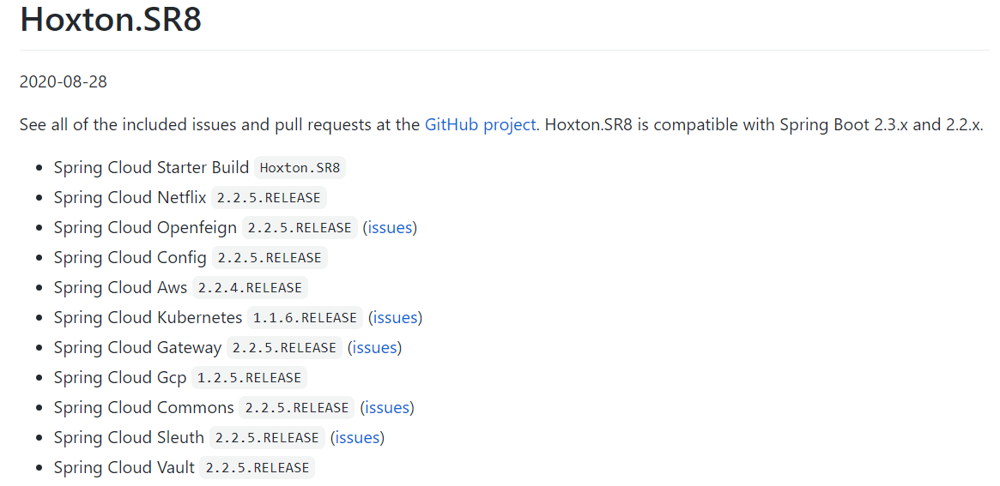 Hoxton.SR8
2020-08-28
See all of the included issues and pull requests at the GitHub project. Hoxton.SR8 is compatible with Spring Boot 2.3.x and 2.2.x.
• Spring Cloud Starter Build Hoxton.SR8
• Spring Cloud Netflix 2.2.5.RELEASE
• Spring Cloud Openfeign 2.2.5.RELEASE (issues)
• Spring Cloud Config 2.2.5.RELEASE
• Spring Cloud Aws 2.2.4.RELEASE
• Spring Cloud Kubernetes 1.1.6.RELEASE (issues)
• Spring Cloud Gateway 2.2.5.RELEASE (issues)
• Spring Cloud Gcp 1.2.5.RELEASE
• Spring Cloud Commons 2.2.5.RELEASE (issues)
• Spring Cloud Sleuth 2.2.5.RELEASE (issues)
• Spring Cloud Vault 2.2.5.RELEASE